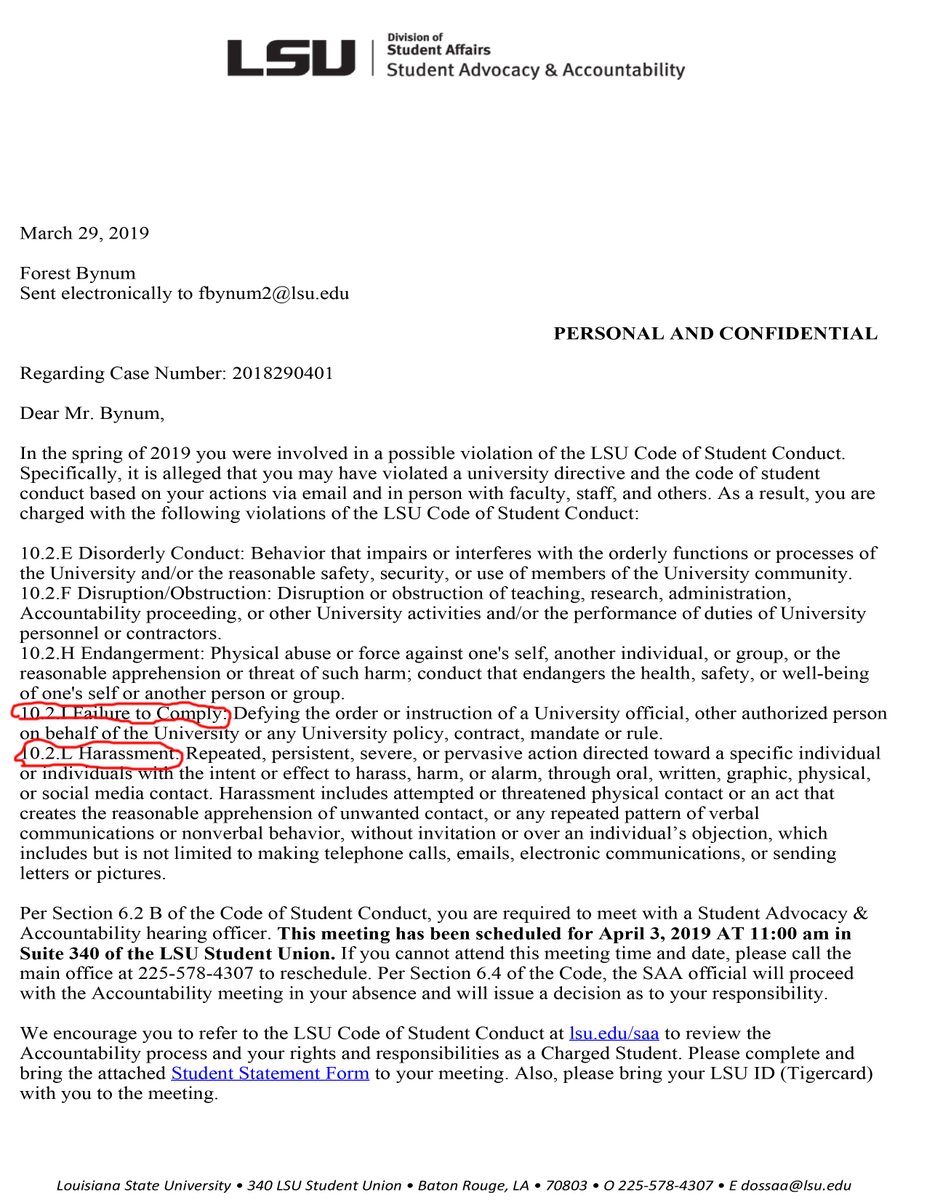 LSU
Division of
Student Affairs
Student Advocacy & Accountability
March 29, 2019
Forest Bynum
Sent electronically to fbynum2@lsu.edu
PERSONAL AND CONFIDENTIAL
Regarding Case Number: 2018290401
Dear Mr. Bynum,
In the spring of 2019 you were involved in a possible violation of the LSU Code of Student Conduct.
Specifically, it is alleged that you may have violated a university directive and the code of student
conduct based on your actions via email and in person with faculty, staff, and others. As a result, you are
charged with the following violations of the LSU Code of Student Conduct:
10.2.E Disorderly Conduct: Behavior that impairs or interferes with the orderly functions or processes of
the University and/or the reasonable safety, security, or use of members of the University community.
10.2.F Disruption/Obstruction: Disruption or obstruction of teaching, research, administration,
Accountability proceeding, or other University activities and/or the performance of duties of University
personnel or contractors.
10.2.H Endangerment: Physical abuse or force against one's self, another individual, or group, or the
reasonable apprehension or threat of such harm; conduct that endangers the health, safety, or well-being
of one's self or another person or group.
10.2.I Failure to Comply: Defying the order or instruction of a University official, other authorized person
on behalf of the University or any University policy, contract, mandate or rule.
10.2.L Harassment: Repeated, persistent, severe, or pervasive action directed toward a specific individual
or individuals with the intent or effect to harass, harm, or alarm, through oral, written, graphic, physical,
or social media contact. Harassment includes attempted or threatened physical contact or an act that
creates the reasonable apprehension of unwanted contact, or any repeated pattern of verbal
communications or nonverbal behavior, without invitation or over an individual’s objection, which
includes but is not limited to making telephone calls, emails, electronic communications, or sending
letters or pictures.
Per Section 6.2 B of the Code of Student Conduct, you are required to meet with a Student Advocacy &
Accountability hearing officer. This meeting has been scheduled for April 3, 2019 AT 11:00 am in
Suite 340 of the LSU Student Union. If you cannot attend this meeting time and date, please call the
main office at 225-578-4307 to reschedule. Per Section 6.4 of the Code, the SAA official will proceed
with the Accountability meeting in your absence and will issue a decision as to your responsibility.
We encourage you to refer to the LSU Code of Student Conduct at lsu.edu/saa to review the
Accountability process and your rights and responsibilities as a Charged Student. Please complete and
bring the attached Student Statement Form to your meeting. Also, please bring your LSU ID (Tigercard)
with you to the meeting.
Louisiana State University • 340 LSU Student Union • Baton Rouge, LA • 70803 • O 225-578-4307 • E dossaa@lsu.edu